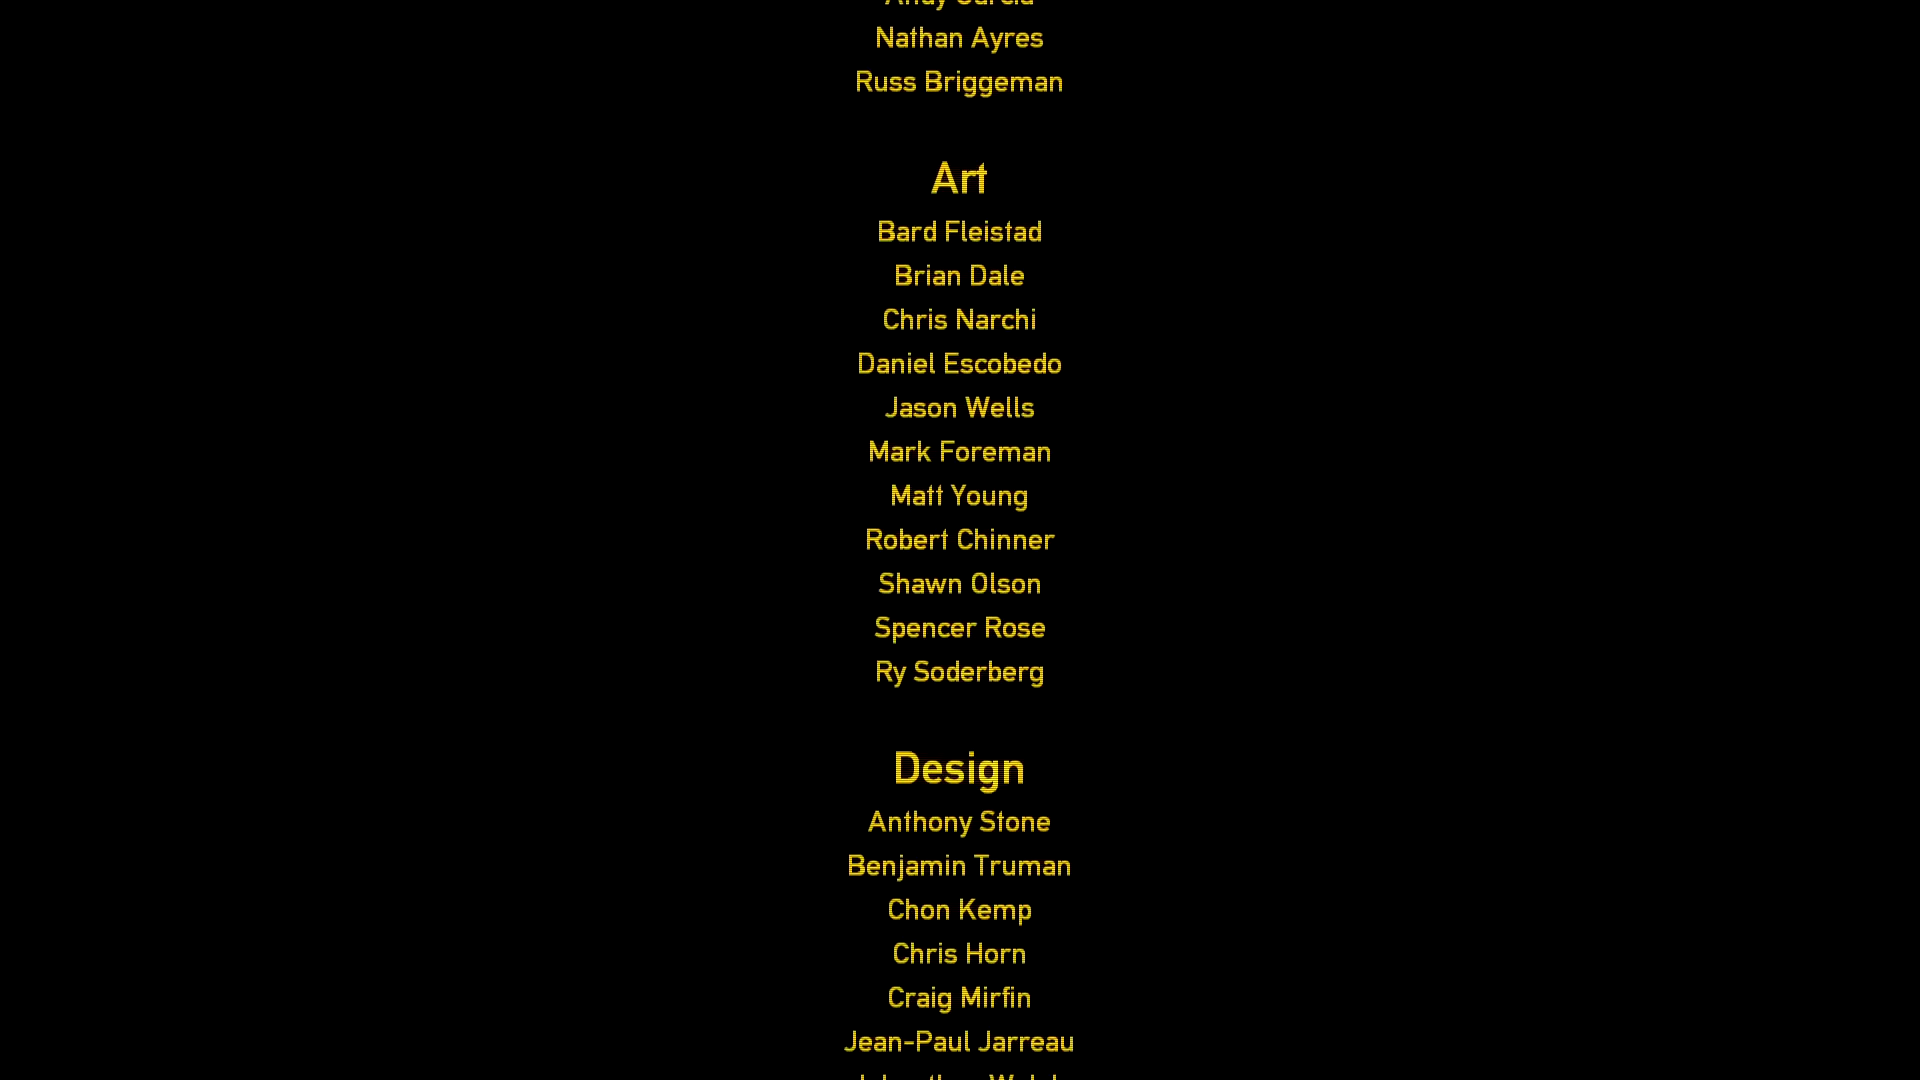 Nathan Ayres
Russ Briggeman
Art
Bard Fleistad
Brian Dale
Chris Narchi
Daniel Escobedo
Jason Wells
Mark Foreman
Matt Young
Robert Chinner
Shawn Olson
Spencer Rose
Ry Soderberg
Design
Anthony Stone
Benjamin Truman
Chon Kemp
Chris Horn
Craig Mirfin
Jean-Paul Jarreau